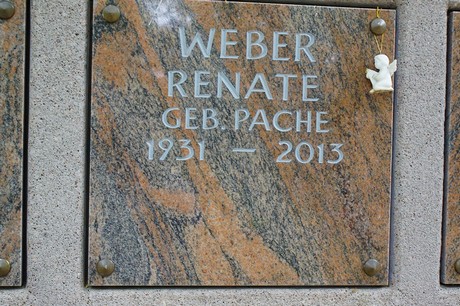 WEBER
RENATE
GEB. PACHE
1931 – 2013